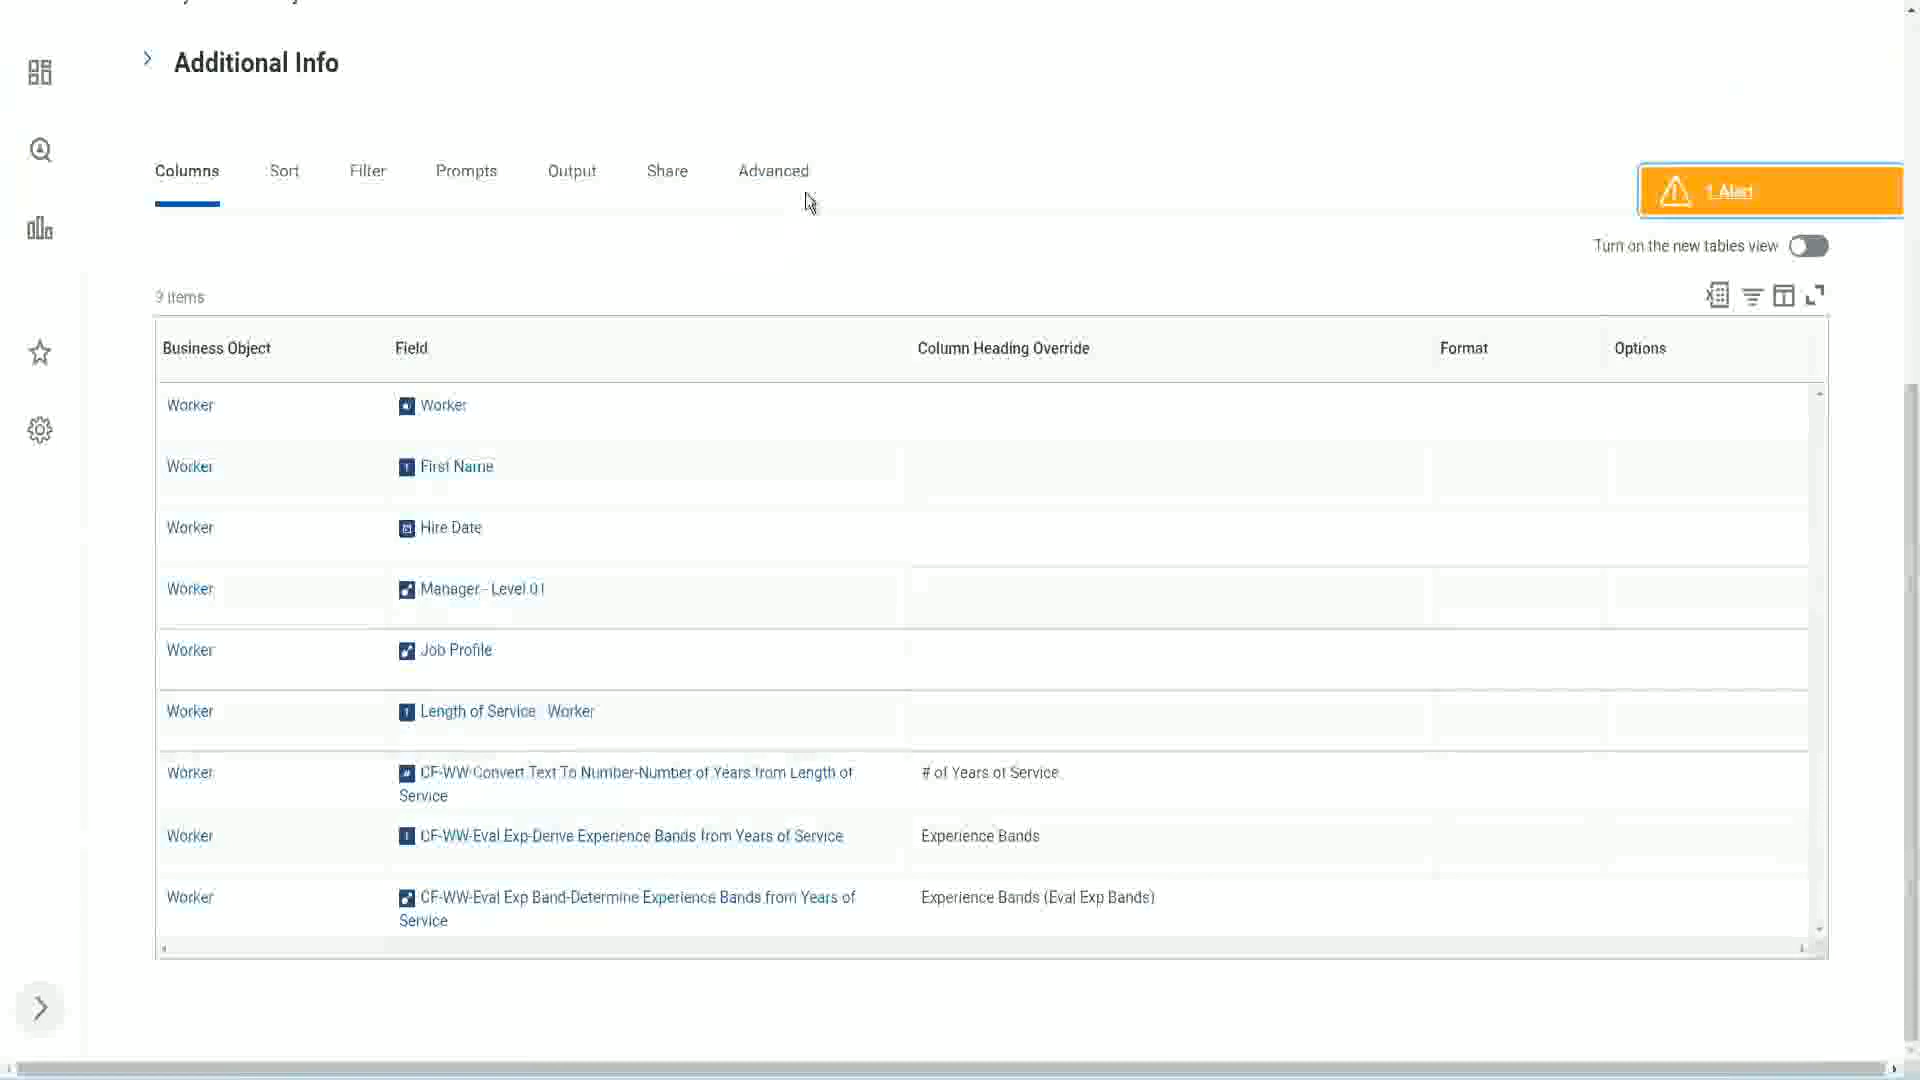 Additional Info
Columns Sort Filter Prompts Output Share Advanced
1 Alert
Turn on the new tables view
9 items
Business Object Field Column Heading Override Format Options
Worker Worker
Worker First Name
Worker Hire Date
Worker Manager - Level 01
Worker Job Profile
Worker Length of Service - Worker
Worker CF-WW-Convert Text To Number-Number of Years from Length of # of Years of Service
Service
Worker CF-WW-Eval Exp-Derive Experience Bands from Years of Service Experience Bands
Worker CF-WW-Eval Exp Band-Determine Experience Bands from Years of Experience Bands (Eval Exp Bands)
Service